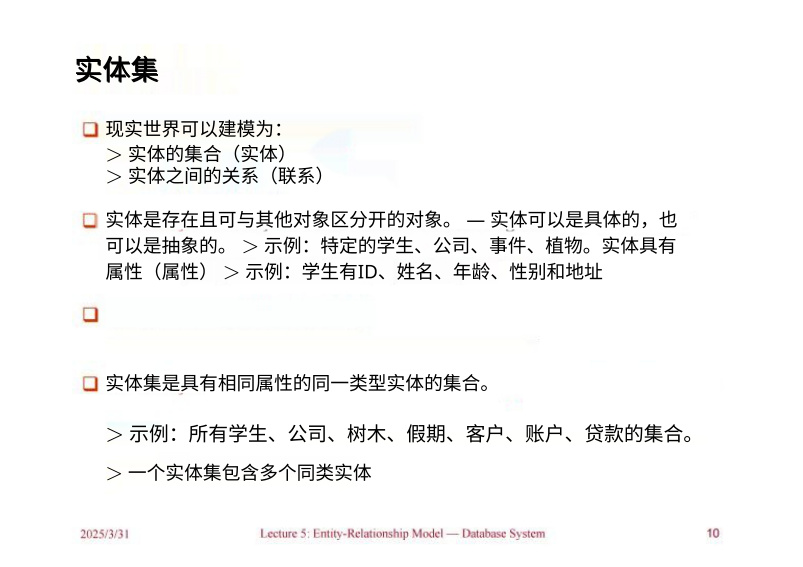 实体集
❑ 现实世界可以建模为：
> 实体的集合（实体）
> 实体之间的关系（联系）
❑ 实体是存在且可与其他对象区分开的对象。 — 实体可以是具体的，也
可以是抽象的。 > 示例：特定的学生、公司、事件、植物。实体具有
属性（属性） > 示例：学生有ID、姓名、年龄、性别和地址
❑
❑ 实体集是具有相同属性的同一类型实体的集合。
> 示例：所有学生、公司、树木、假期、客户、账户、贷款的集合。
> 一个实体集包含多个同类实体
2025/3/31
Lecture 5: Entity-Relationship Model — Database System
10